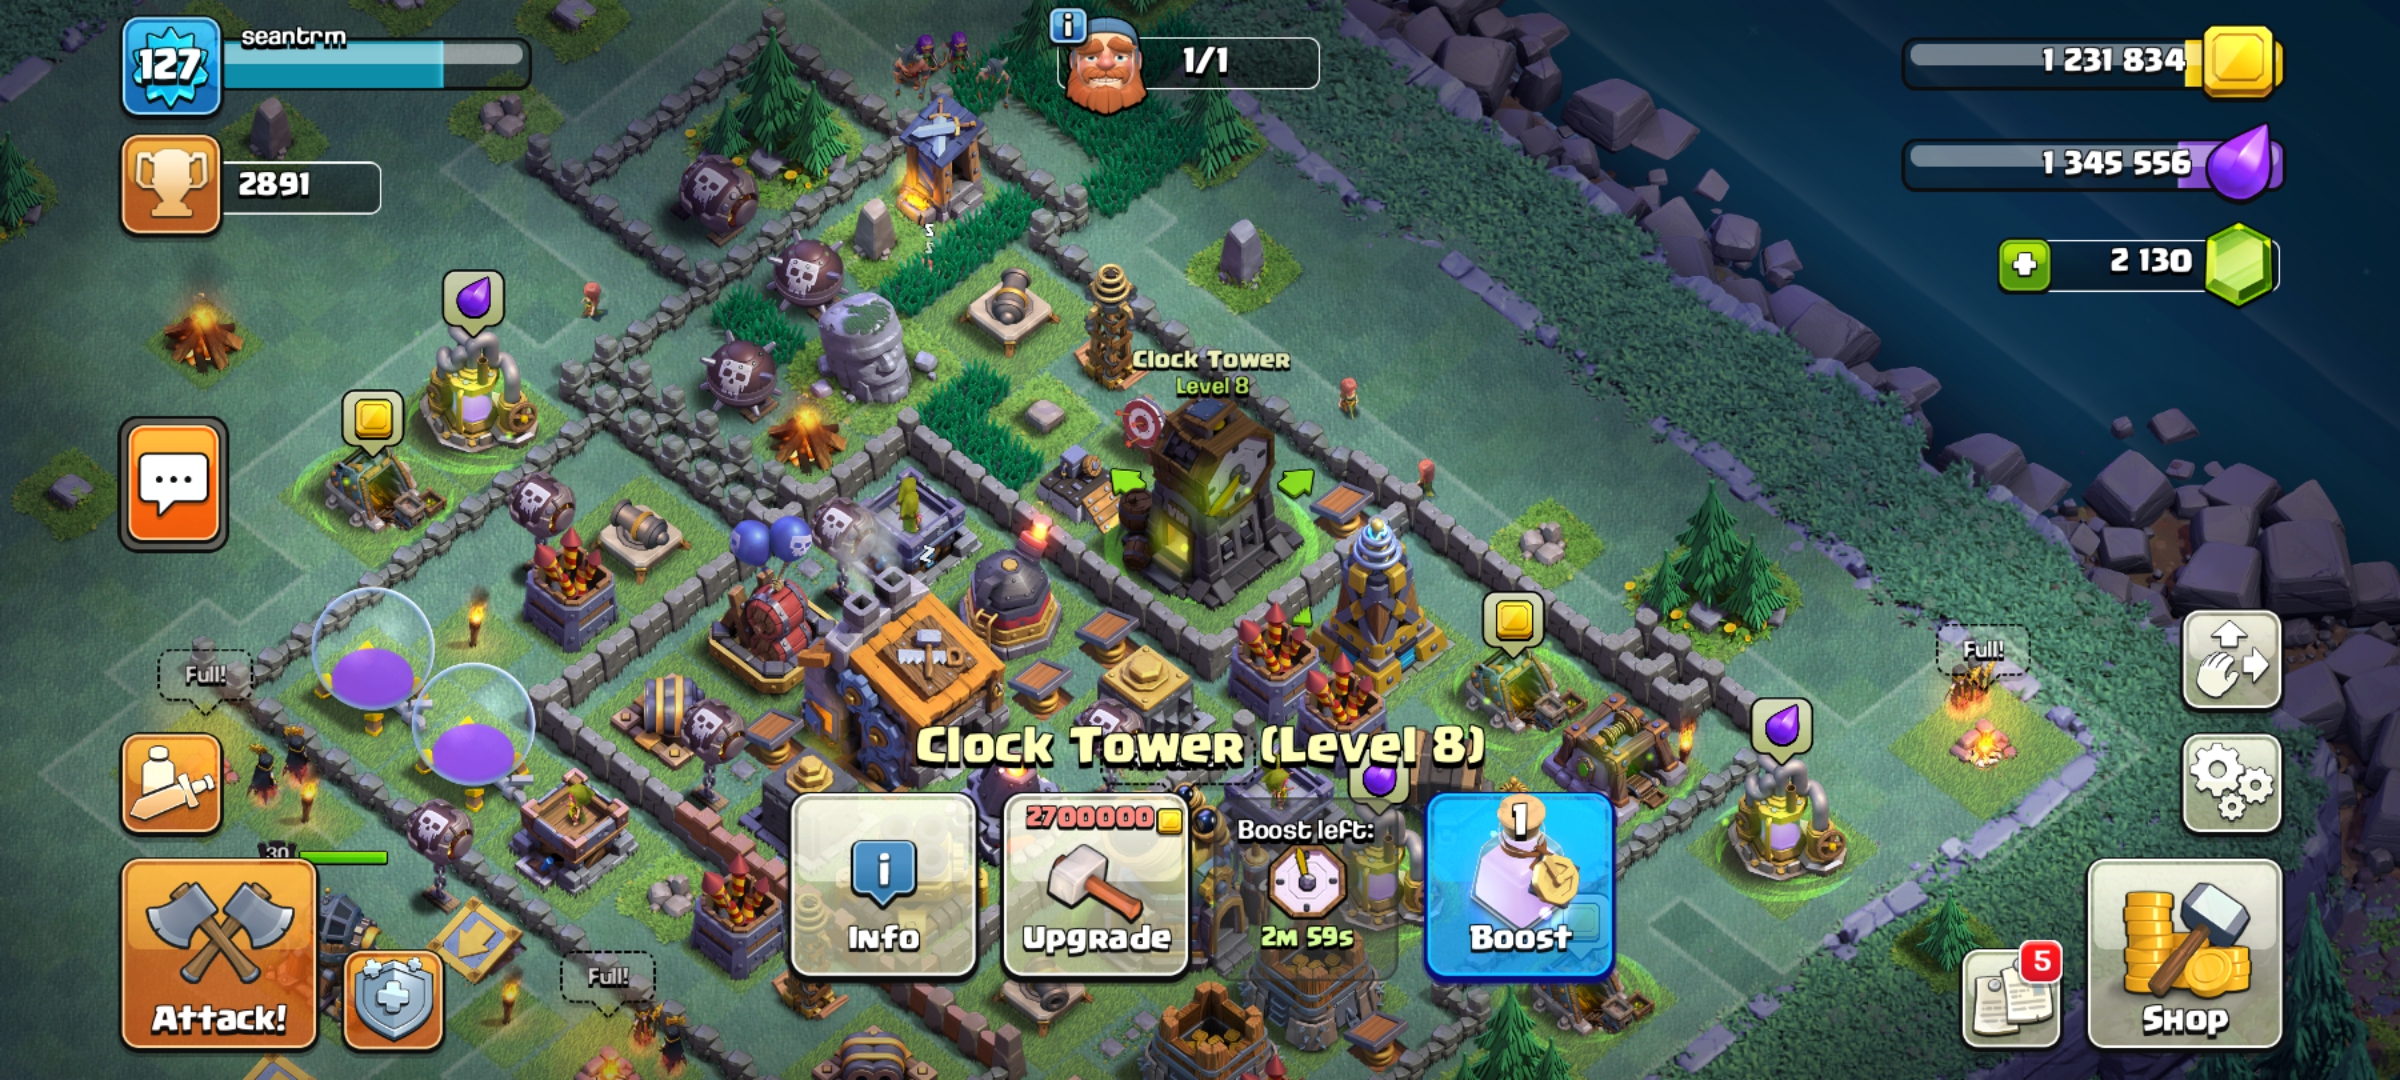 127
seantrm
1/1
1 231 834
2891
1 345 556
2 130
Clock Tower
Level 8
Full!
Full!
Clock Tower (Level 8)
2700000
Boost left:
1
30
Info
Upgrade
2M 59s
Boost
Full!
5
Attack!
Shop